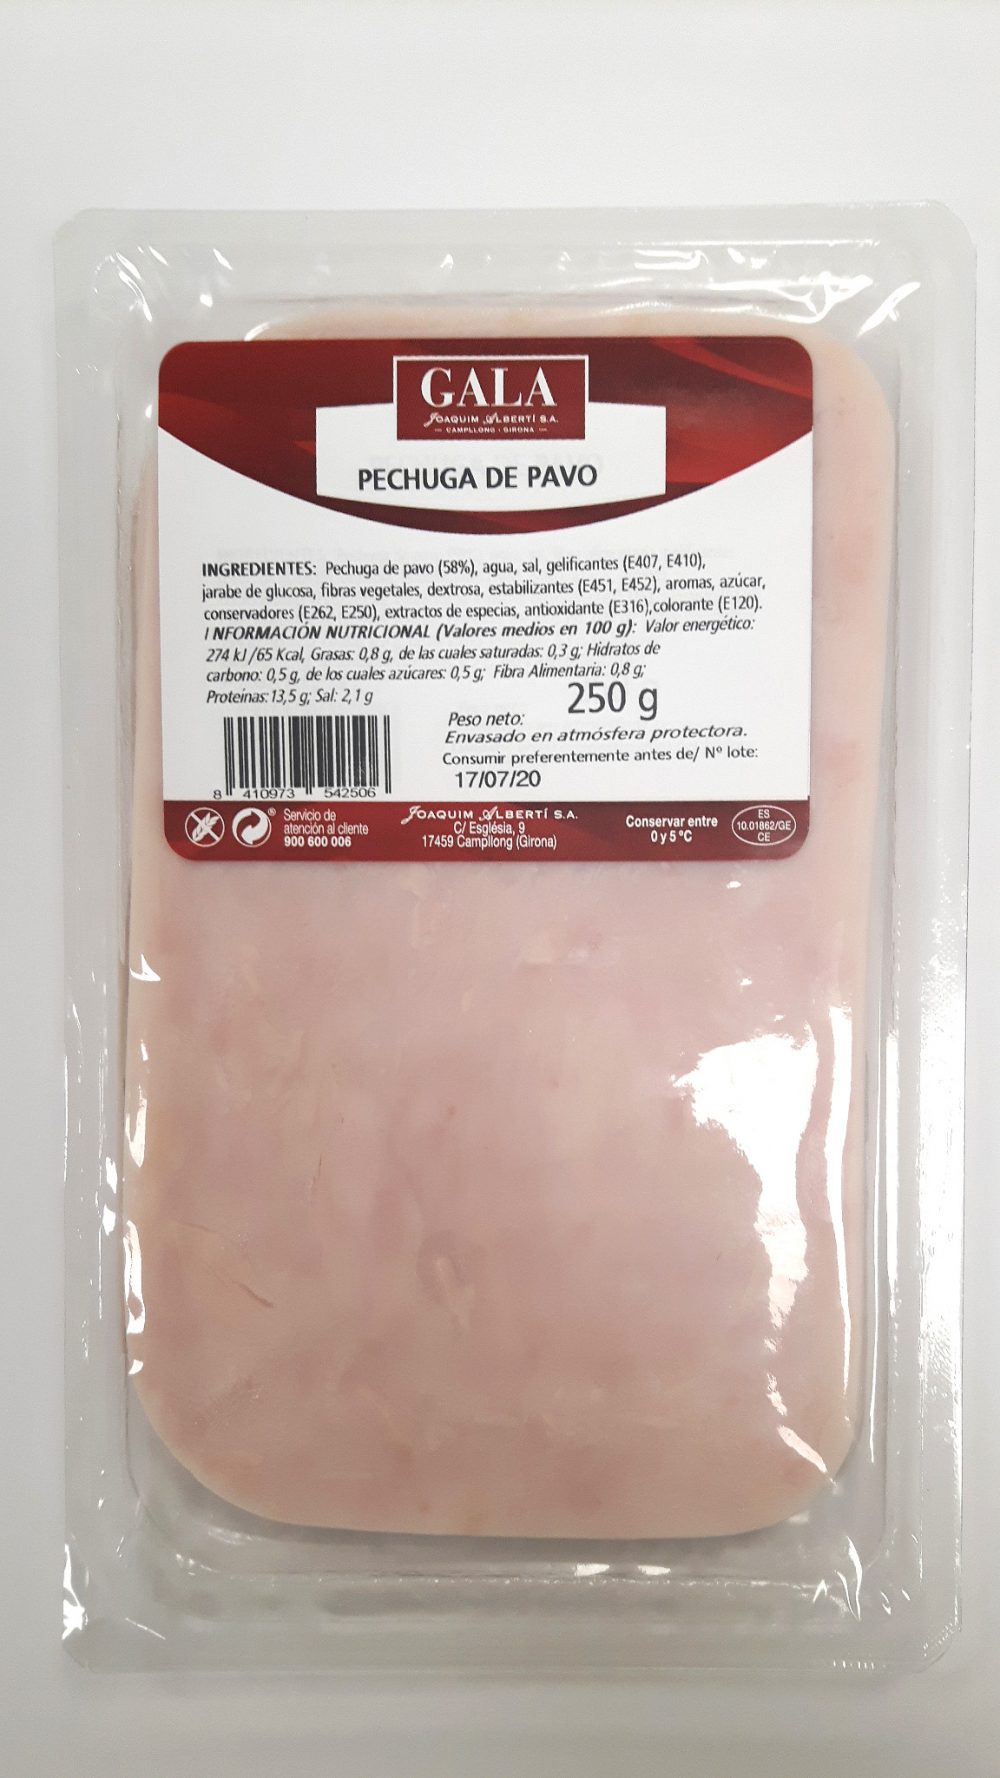 GALA
JOAQUIM ALBERTÍ S.A.
— CAMPLLONG - GIRONA —
PECHUGA DE PAVO
INGREDIENTES: Pechuga de pavo (58%), agua, sal, gelificantes (E407, E410),
jarabe de glucosa, fibras vegetales, dextrosa, estabilizantes (E451, E452), aromas, azúcar,
conservadores (E262, E250), extractos de especias, antioxidante (E316),colorante (E120).
INFORMACIÓN NUTRICIONAL (Valores medios en 100 g): Valor energético:
274 kJ /65 Kcal, Grasas: 0,8 g, de las cuales saturadas: 0,3 g; Hidratos de
carbono: 0,5 g, de los cuales azúcares: 0,5 g; Fibra Alimentaria: 0,8 g;
Proteínas: 13,5 g; Sal: 2,1 g
Peso neto: 250 g
Envasado en atmósfera protectora.
Consumir preferentemente antes de/ Nº lote:
17/07/20
8 410973 542506
Servicio de
atención al cliente
900 600 006
JOAQUIM ALBERTÍ S.A.
C/ Església, 9
17459 Campllong (Girona)
Conservar entre
0 y 5 ºC
ES
10.01862/GE
CE